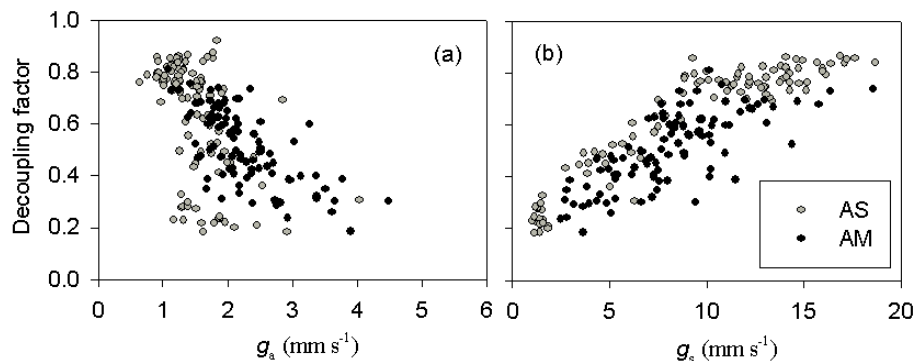 1.0
0.8
0.6
0.4
0.2
0.0
Decoupling factor
(a)
(b)
AS
AM
0 1 2 3 4 5 6
0 5 10 15 20
gₐ (mm s⁻¹)
gₛ (mm s⁻¹)